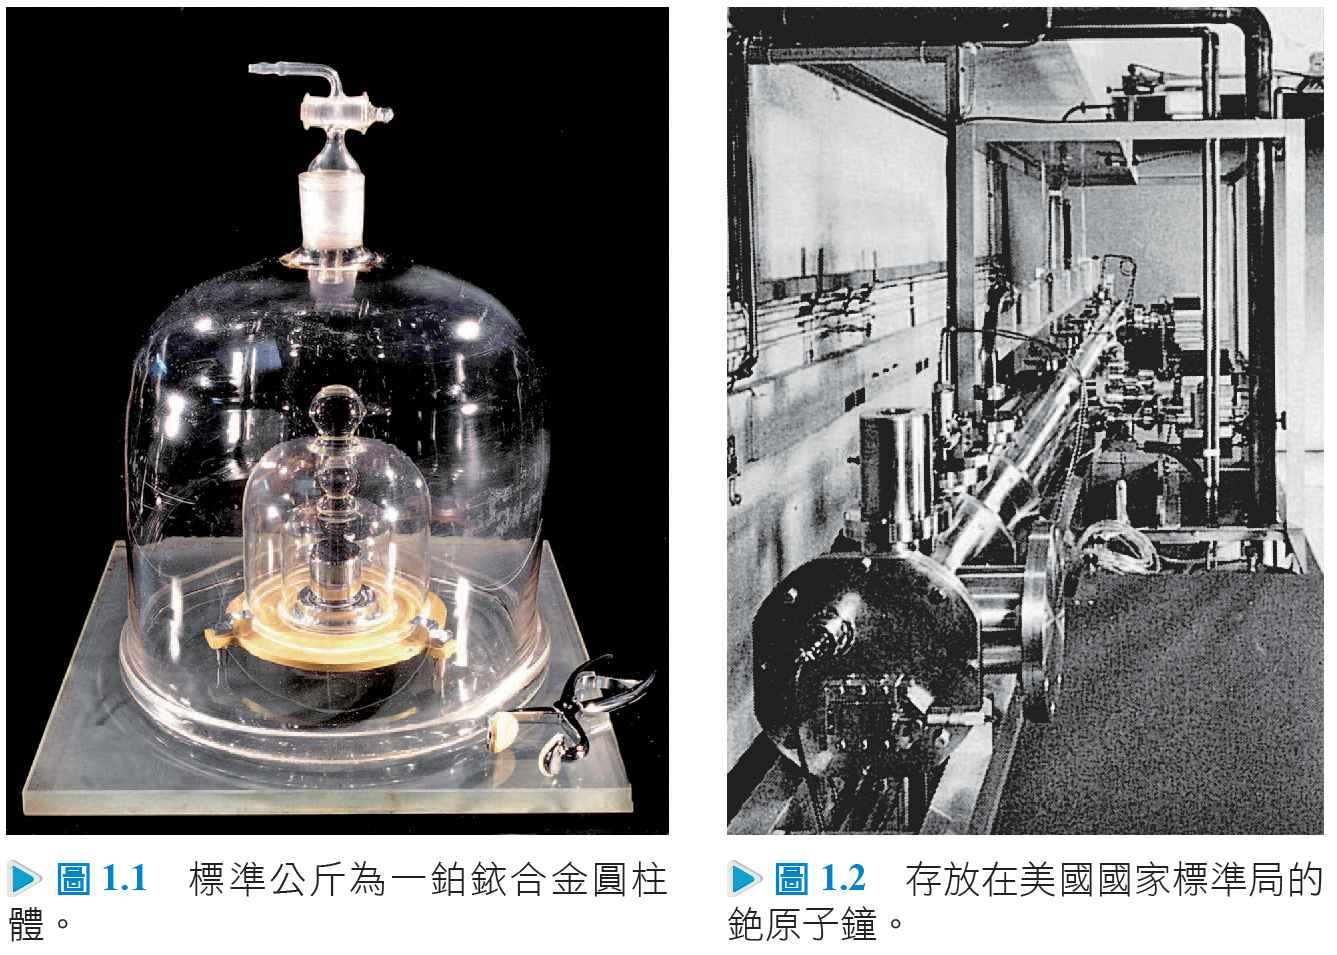 圖 1.1 標準公斤為一鉑銥合金圓柱
體。
圖 1.2 存放在美國國家標準局的
銫原子鐘。